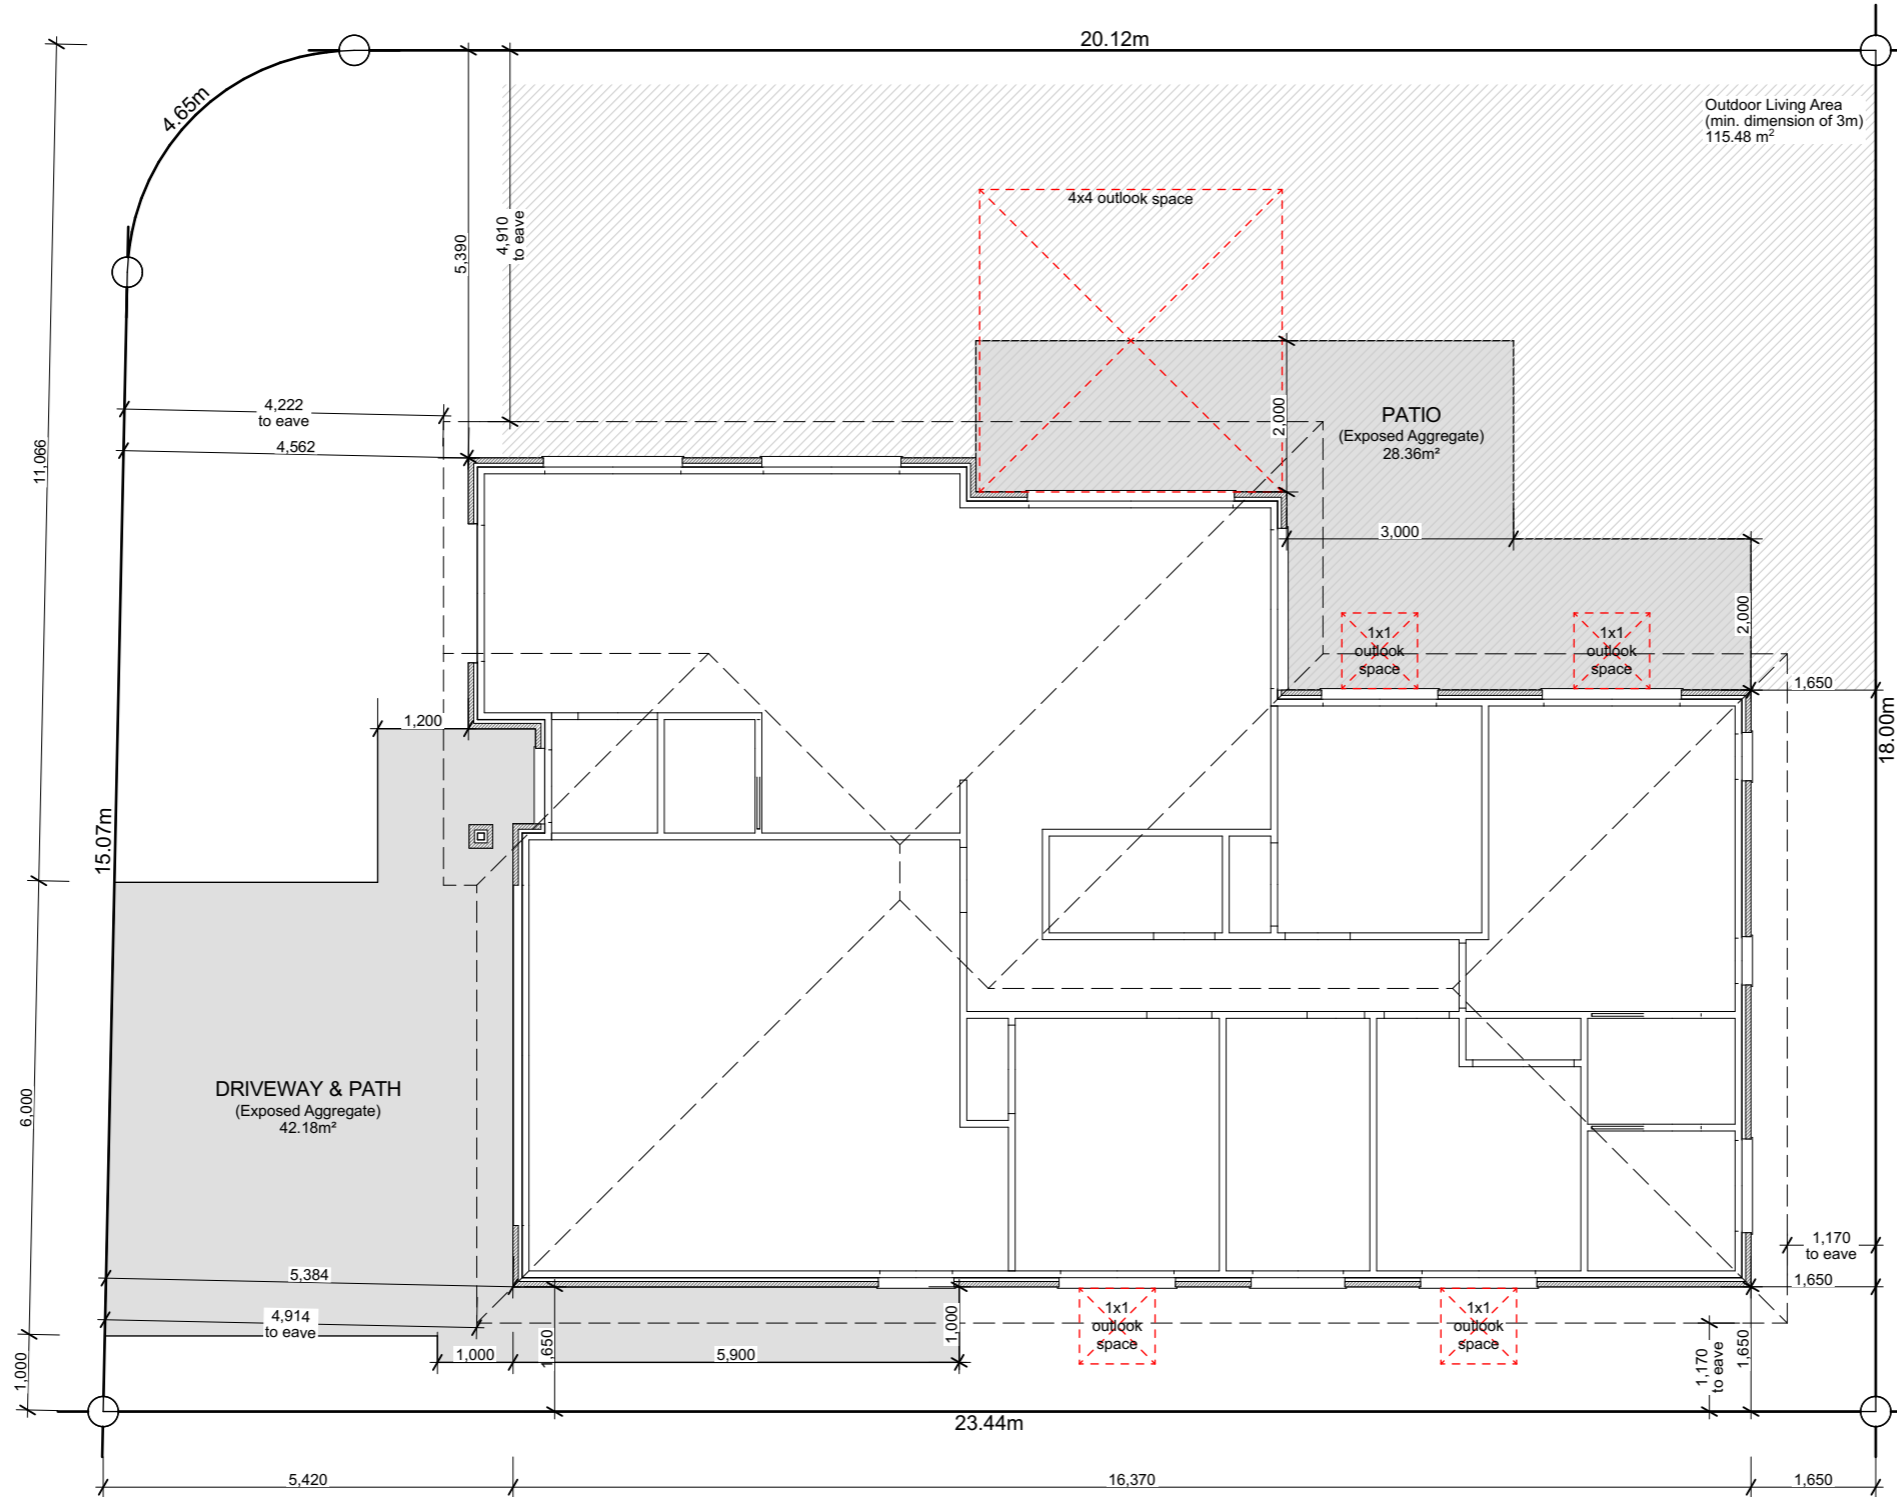 20.12m
4.65m
Outdoor Living Area
(min. dimension of 3m)
115.48 m²
4x4 outlook space
5,390
4,910
to eave
4,222
to eave
4,562
11,066
2,000
PATIO
(Exposed Aggregate)
28.36m²
3,000
2,000
1x1
outlook
space
1x1
outlook
space
1,650
18.00m
1,200
15.07m
DRIVEWAY & PATH
(Exposed Aggregate)
42.18m²
6,000
5,384
4,914
to eave
1,170
to eave
1,650
1,000
1,000
1,650
5,900
1,000
1x1
outlook
space
1x1
outlook
space
1,170
to eave
1,650
23.44m
5,420
16,370
1,650